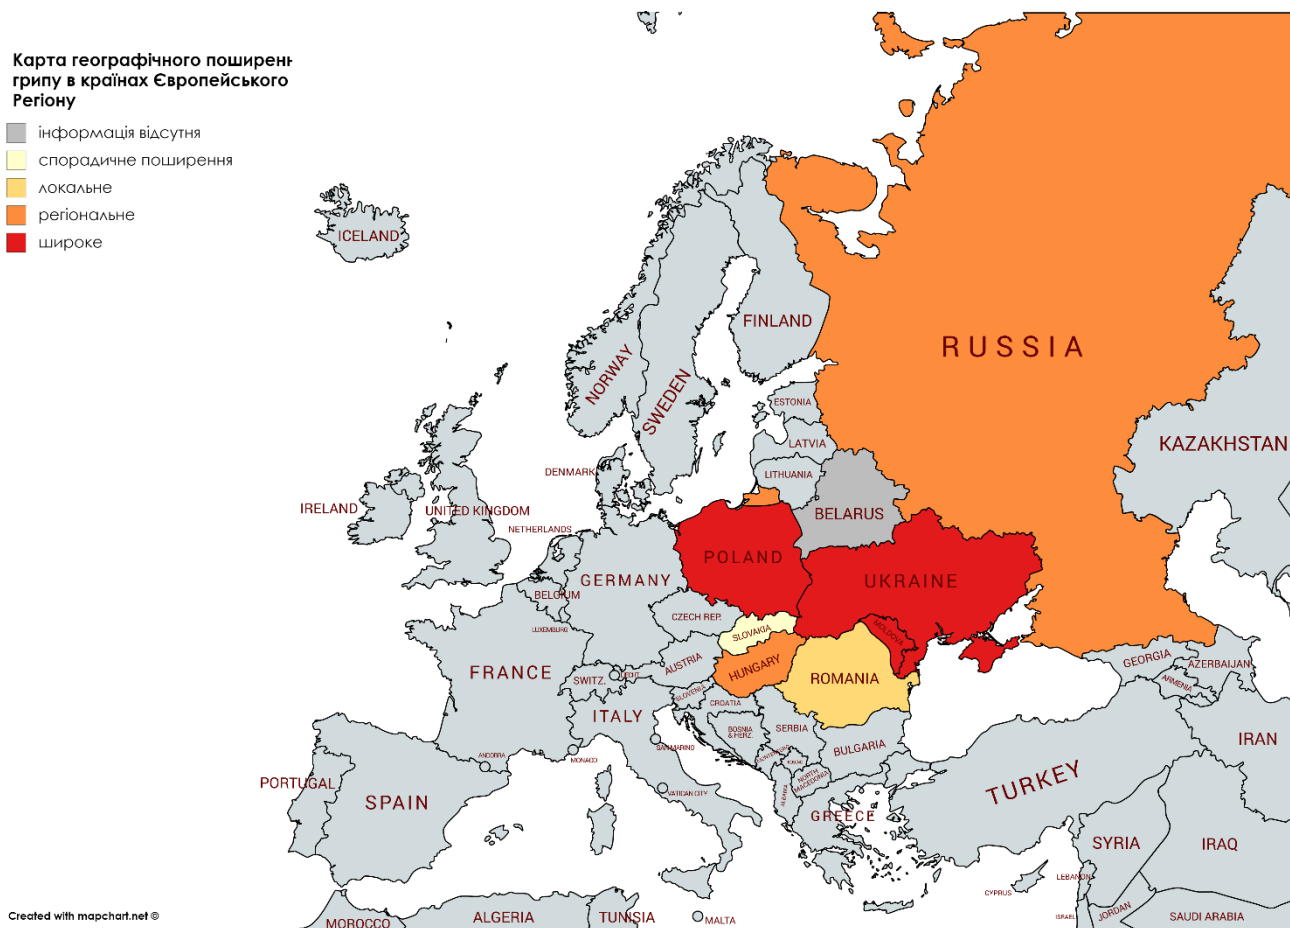 Карта географічного поширенн
грипу в країнах Європейського
Регіону
інформація відсутня
спорадичне поширення
локальне
регіональне
широке
ICELAND
NORWAY
SWEDEN
FINLAND
RUSSIA
ESTONIA
LATVIA
LITHUANIA
KAZAKHSTAN
DENMARK
IRELAND
UNITED KINGDOM
NETHERLANDS
BELARUS
POLAND
UKRAINE
GERMANY
BELGIUM
LUXEMBURG
CZECH REP.
SLOVAKIA
MOLDOVA
FRANCE
SWITZ.
LIECHT.
AUSTRIA
HUNGARY
ROMANIA
GEORGIA
AZERBAIJAN
ARMENIA
SLOVENIA
CROATIA
ITALY
BOSNIA
& HERZ.
SERBIA
BULGARIA
SAN MARINO
MONACO
ANDORRA
NORTH
MACEDONIA
ALBANIA
VATICAN CITY
PORTUGAL
SPAIN
GREECE
TURKEY
IRAN
SYRIA
IRAQ
LEBANON
CYPRUS
ISRAEL
JORDAN
SAUDI ARABIA
MOROCCO
ALGERIA
TUNISIA
MALTA
Created with mapchart.net ©